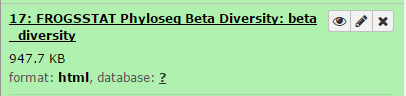 17: FROGSSTAT Phyloseq Beta Diversity: beta
_diversity
947.7 KB
format: html, database: ?